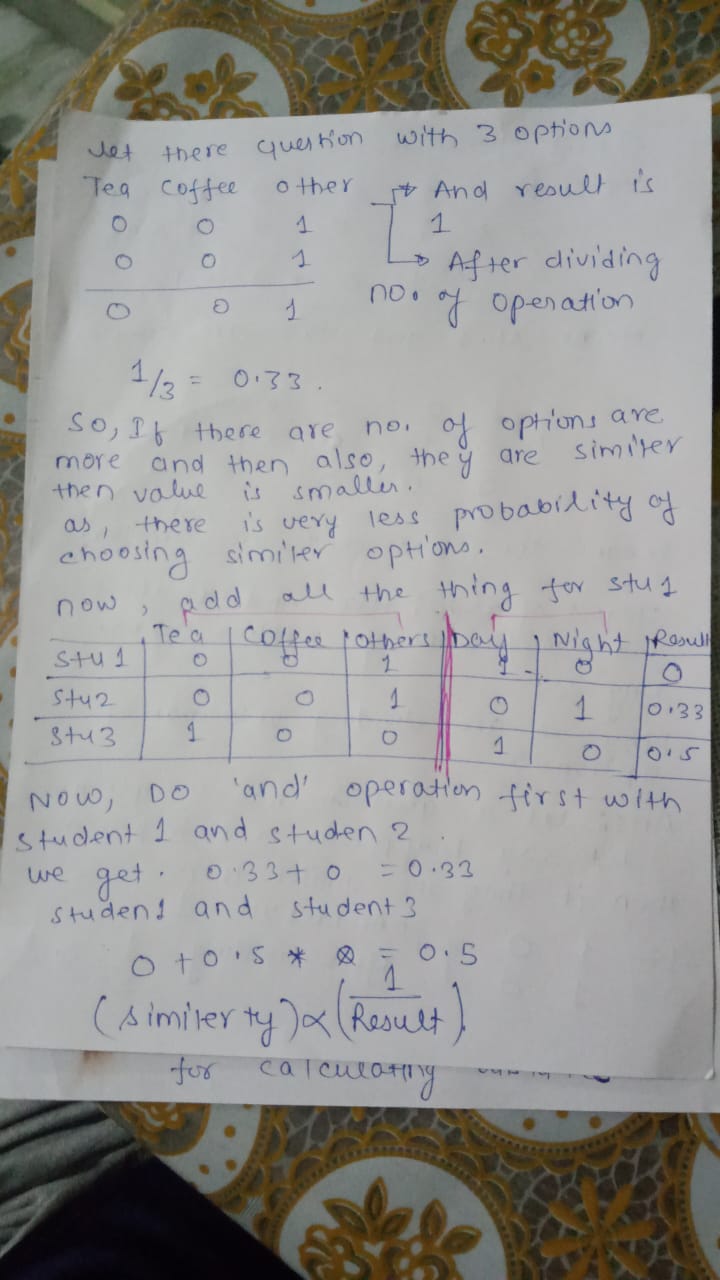 let there question with 3 options
Tea coffee other → And result is
0 0 1 1
0 0 1 → After dividing
0 0 1 no. of operation
1/3 = 0.33.
So, If there are no. of options are
more and then also, they are similer
then value is smaller.
as, there is very less probability of
choosing similer options.
now, add all the thing for stu 1
Tea Coffee others Day Night Result
Stu 1 0 0 1 1 0 0
Stu2 0 0 1 0 1 0.33
Stu3 1 0 0 1 0 0.5
NOW, DO 'and' operation first with
student 1 and studen 2.
we get. 0.33 + 0 = 0.33
studen1 and student 3
0 + 0.5 * = 0.5
(similerty) ∝ (1/Result)
for calculating